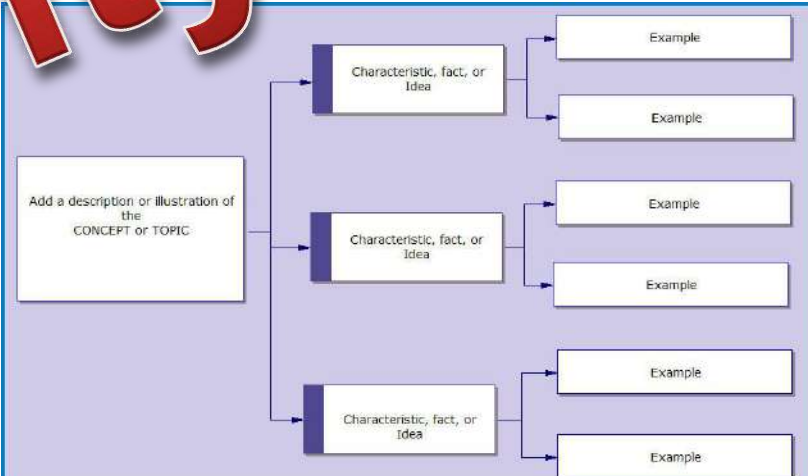 Add a description or illustration of
the
CONCEPT or TOPIC
Characteristic, fact, or
Idea
Example
Example
Characteristic, fact, or
Idea
Example
Example
Characteristic, fact, or
Idea
Example
Example